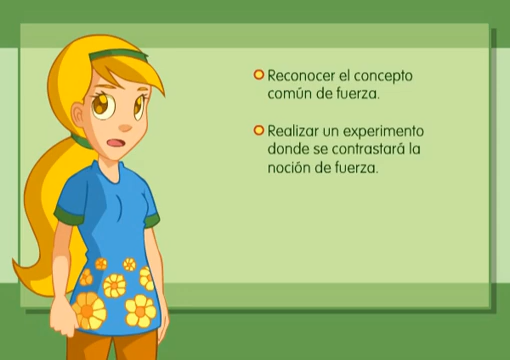 Reconocer el concepto
común de fuerza.
Realizar un experimento
donde se contrastará la
noción de fuerza.